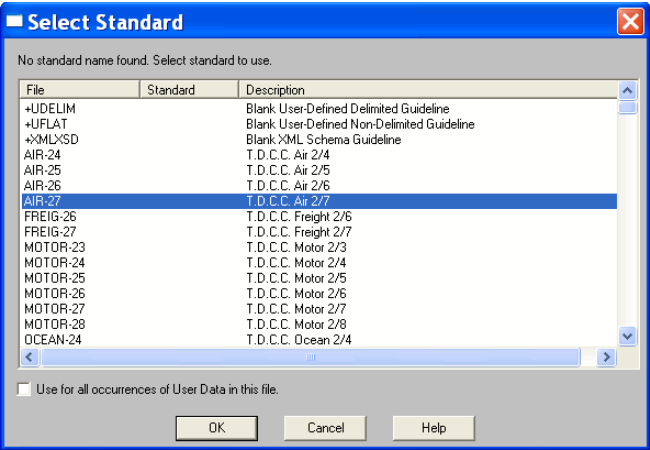 Select Standard
No standard name found. Select standard to use.
File Standard Description
+UDELIM Blank User-Defined Delimited Guideline
+UFLAT Blank User-Defined Non-Delimited Guideline
+XMLXSD Blank XML Schema Guideline
AIR-24 T.D.C.C. Air 2/4
AIR-25 T.D.C.C. Air 2/5
AIR-26 T.D.C.C. Air 2/6
AIR-27 T.D.C.C. Air 2/7
FREIG-26 T.D.C.C. Freight 2/6
FREIG-27 T.D.C.C. Freight 2/7
MOTOR-23 T.D.C.C. Motor 2/3
MOTOR-24 T.D.C.C. Motor 2/4
MOTOR-25 T.D.C.C. Motor 2/5
MOTOR-26 T.D.C.C. Motor 2/6
MOTOR-27 T.D.C.C. Motor 2/7
MOTOR-28 T.D.C.C. Motor 2/8
OCEAN-24 T.D.C.C. Ocean 2/4
Use for all occurrences of User Data in this file.
OK Cancel Help